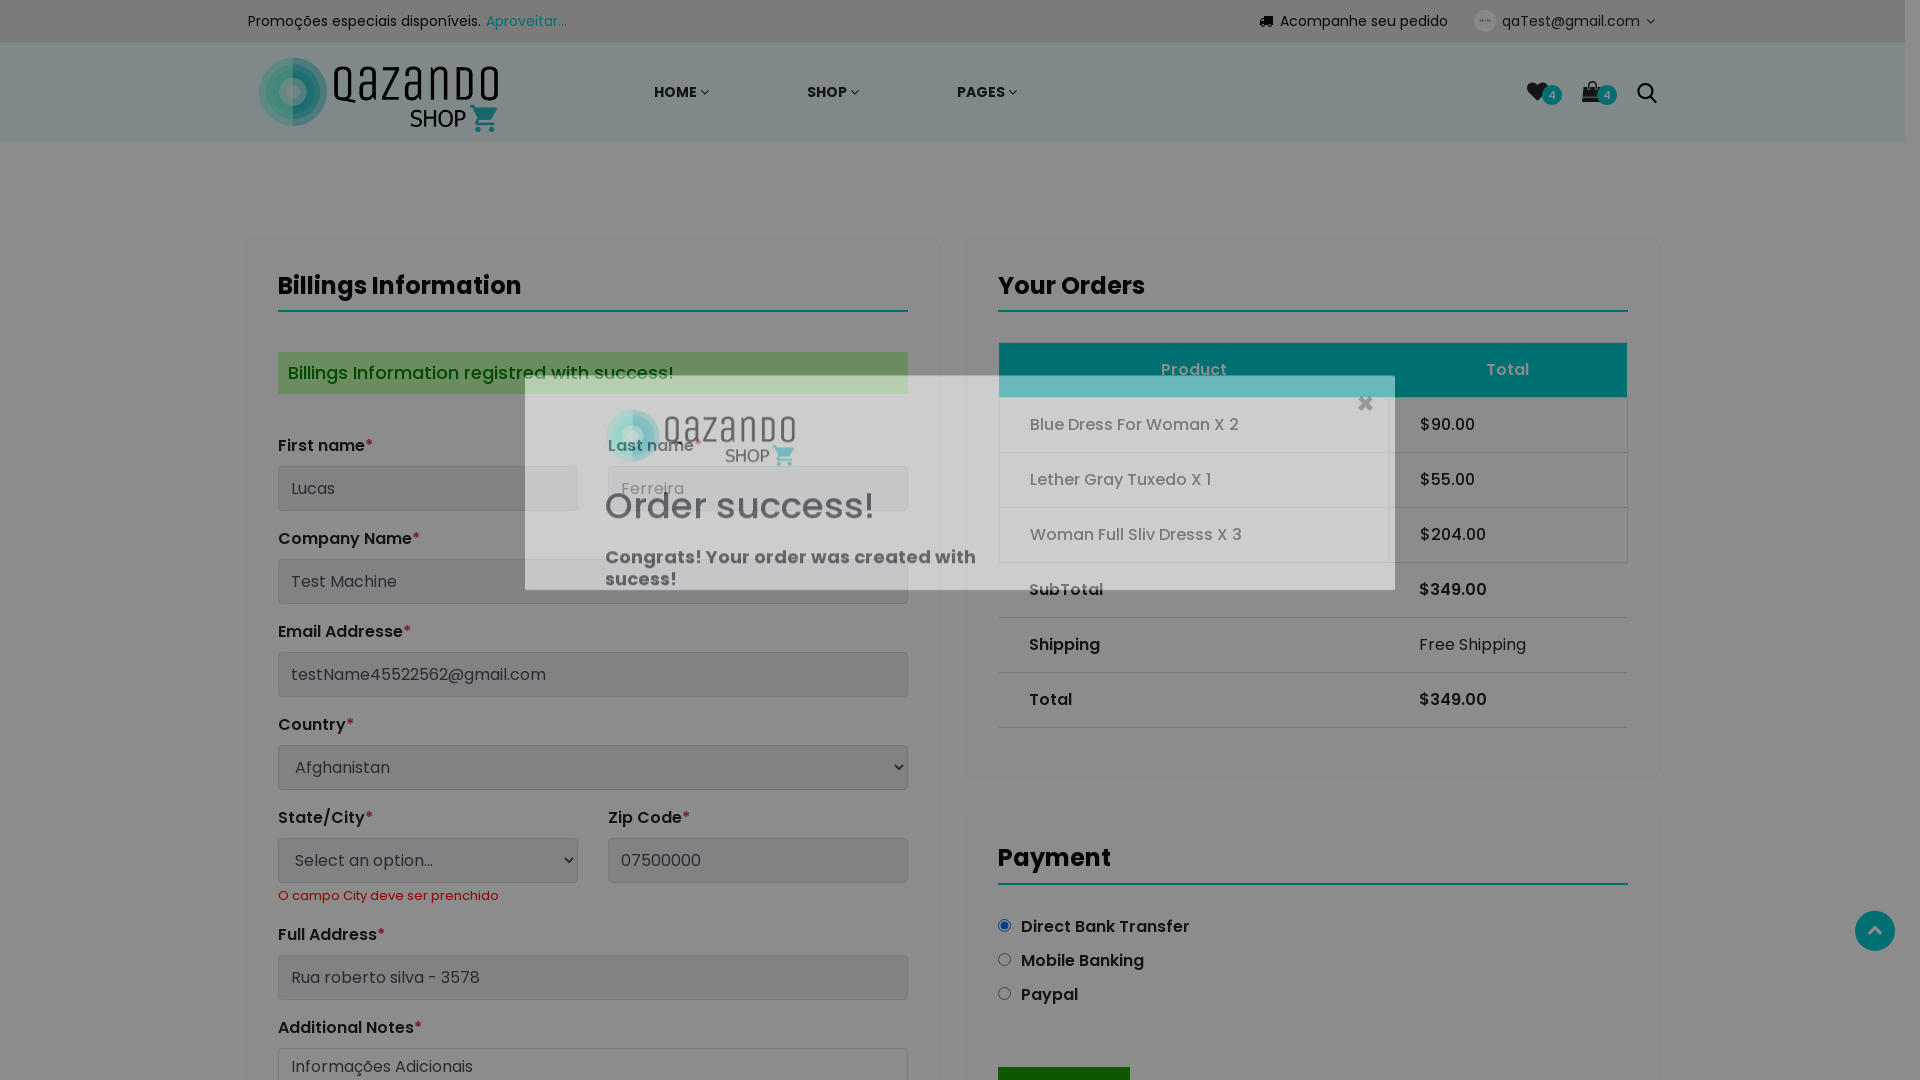 Promoções especiais disponíveis. Aproveitar...
Acompanhe seu pedido
qaTest@gmail.com
QAZANDO
SHOP
HOME
SHOP
PAGES
4
4
Billings Information
Billings Information registred with success!
First name*
Last name*
Lucas
Ferreira
Company Name*
Test Machine
Email Addresse*
testName45522562@gmail.com
Country*
Afghanistan
State/City*
Zip Code*
Select an option...
07500000
O campo City deve ser prenchido
Full Address*
Rua roberto silva - 3578
Additional Notes*
Informações Adicionais
QAZANDO
SHOP
Order success!
Congrats! Your order was created with
sucess!
Your Orders
Product Total
Blue Dress For Woman X 2 $90.00
Lether Gray Tuxedo X 1 $55.00
Woman Full Sliv Dresss X 3 $204.00
SubTotal $349.00
Shipping Free Shipping
Total $349.00
Payment
Direct Bank Transfer
Mobile Banking
Paypal